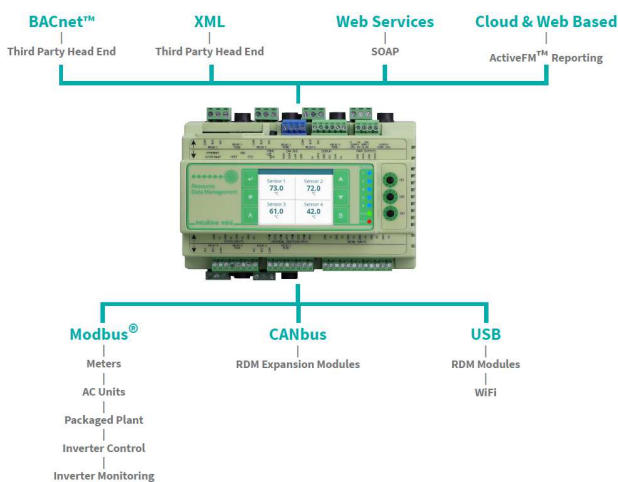 BACnet™
XML
Web Services
Cloud & Web Based
Third Party Head End
Third Party Head End
SOAP
ActiveFM™ Reporting
Resource
Data Management
Sensor 1
Sensor 2
73.0
72.0
°C
°C
Sensor 3
Sensor 4
61.0
42.0
°C
°C
Modbus®
CANbus
USB
Meters
RDM Expansion Modules
RDM Modules
AC Units
WiFi
Packaged Plant
Inverter Control
Inverter Monitoring